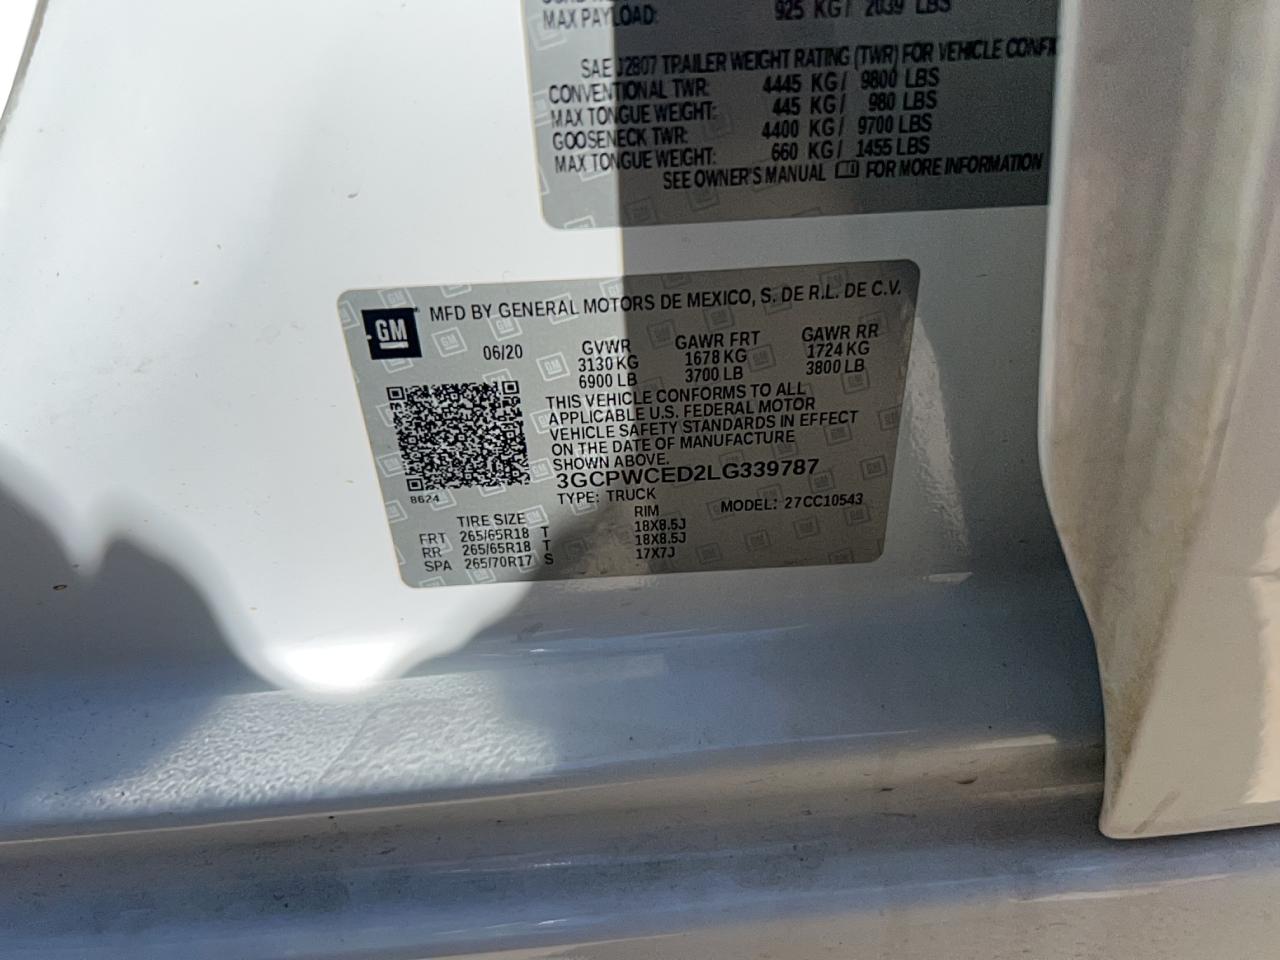 MAX PAYLOAD: 925 KG/ 2039 LBS
SAE J2807 TRAILER WEIGHT RATING (TWR) FOR VEHICLE
CONVENTIONAL TWR: 4445 KG/ 9800 LBS
MAX TONGUE WEIGHT: 445 KG/ 980 LBS
GOOSENECK TWR: 4400 KG/ 9700 LBS
MAX TONGUE WEIGHT: 660 KG/ 1455 LBS
SEE OWNER'S MANUAL FOR MORE INFORMATION
GM MFD BY GENERAL MOTORS DE MEXICO, S. DE R.L. DE C.V.
06/20 GVWR GAWR FRT GAWR RR
3130 KG 1678 KG 1724 KG
6900 LB 3700 LB 3800 LB
THIS VEHICLE CONFORMS TO ALL
APPLICABLE U.S. FEDERAL MOTOR
VEHICLE SAFETY STANDARDS IN EFFECT
ON THE DATE OF MANUFACTURE
SHOWN ABOVE.
3GCPWCED2LG339787
8624 TYPE: TRUCK MODEL: 27CC10543
TIRE SIZE RIM
FRT 265/65R18 T 18X8.5J
RR 265/65R18 T 18X8.5J
SPA 265/70R17 S 17X7J